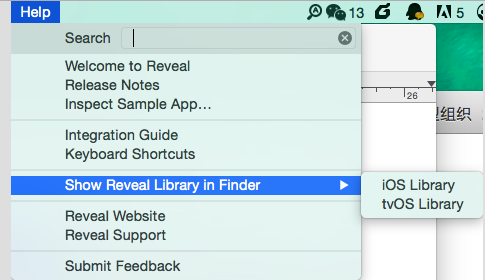 Help
13
5
Search
Welcome to Reveal
Release Notes
Inspect Sample App...
26
Integration Guide
组织
Keyboard Shortcuts
Show Reveal Library in Finder
iOS Library
tvOS Library
Reveal Website
Reveal Support
Submit Feedback